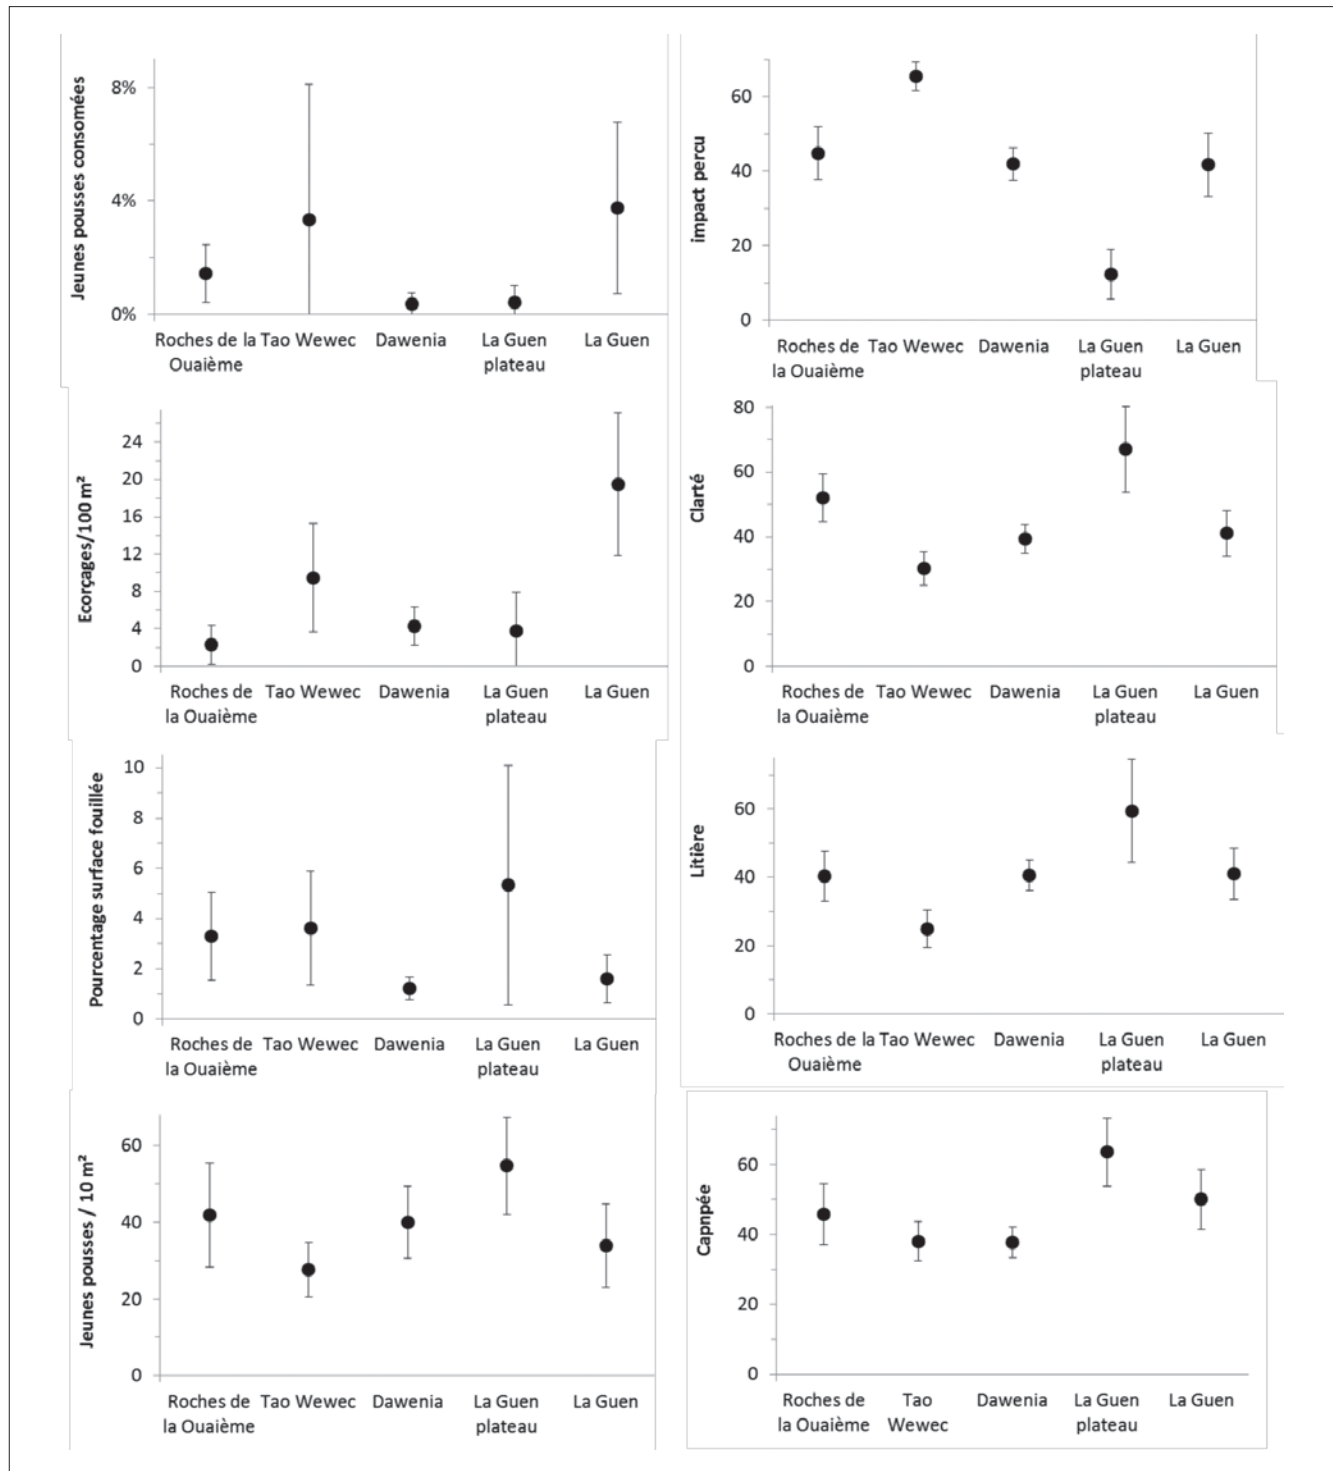 Jeunes pousses consomées
8%
4%
0%
Roches de la Ouaième
Tao Wewec
Dawenia
La Guen plateau
La Guen
impact percu
60
40
20
0
Roches de la Ouaième
Tao Wewec
Dawenia
La Guen plateau
La Guen
Ecorçages/100 m²
24
20
16
12
8
4
0
Roches de la Ouaième
Tao Wewec
Dawenia
La Guen plateau
La Guen
Clarté
80
60
40
20
0
Roches de la Ouaième
Tao Wewec
Dawenia
La Guen plateau
La Guen
Pourcentage surface fouillée
10
8
6
4
2
0
Roches de la Ouaième
Tao Wewec
Dawenia
La Guen plateau
La Guen
Litière
60
40
20
0
Roches de la Ouaième
Tao Wewec
Dawenia
La Guen plateau
La Guen
Jeunes pousses / 10 m²
60
40
20
0
Roches de la Ouaième
Tao Wewec
Dawenia
La Guen plateau
La Guen
Capnpée
60
40
20
0
Roches de la Ouaième
Tao Wewec
Dawenia
La Guen plateau
La Guen